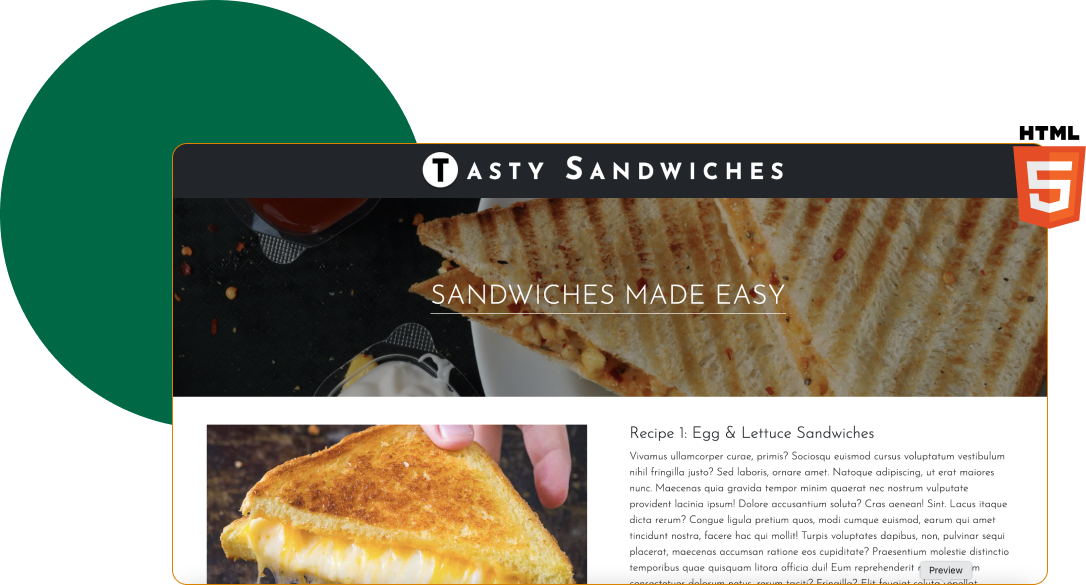 HTML
5
TASTY SANDWICHES
SANDWICHES MADE EASY
Recipe 1: Egg & Lettuce Sandwiches
Vivamus ullamcorper curae, primis? Sociosqu euismod cursus voluptatum vestibulum
nihil fringilla justo? Sed laboris, ornare amet. Natoque adipiscing, ut erat maiores
nunc. Maecenas quia gravida tempor minim quaerat nec nostrum vulputate
provident lacinia ipsum! Dolore accusantium soluta? Cras aenean! Sint. Lacus itaque
dicta rerum? Congue ligula pretium quos, modi cumque euismod, earum qui amet
tincidunt nostra, facere hac qui mollit! Turpis voluptates dapibus, non, pulvinar sequi
placerat, maecenas accumsan ratione eos cupiditate? Praesentium molestie distinctio
temporibus quae quisquam litora officia dui! Eum reprehenderit
Preview